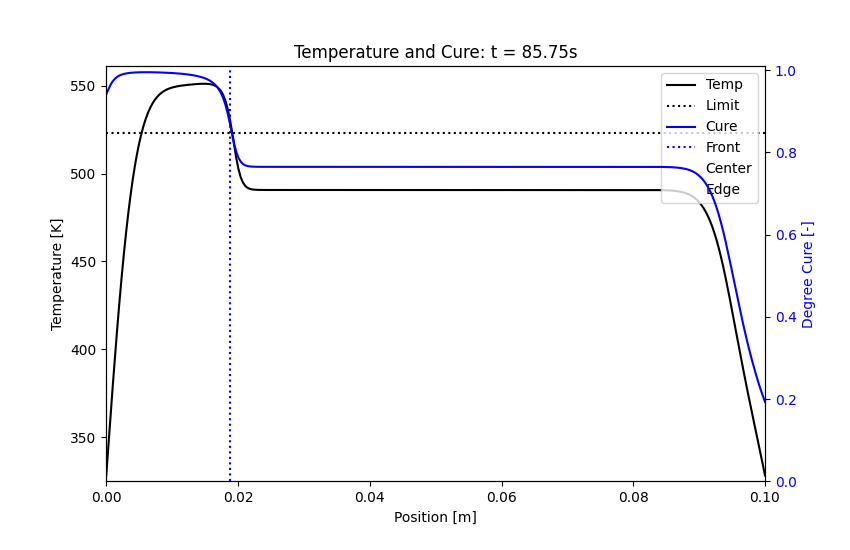 Temperature and Cure: t = 85.75s
Temp
Limit
Cure
Front
Center
Edge
Temperature [K]
550
500
450
400
350
Degree Cure [-]
1.0
0.8
0.6
0.4
0.2
0.0
0.00
0.02
0.04
0.06
0.08
0.10
Position [m]